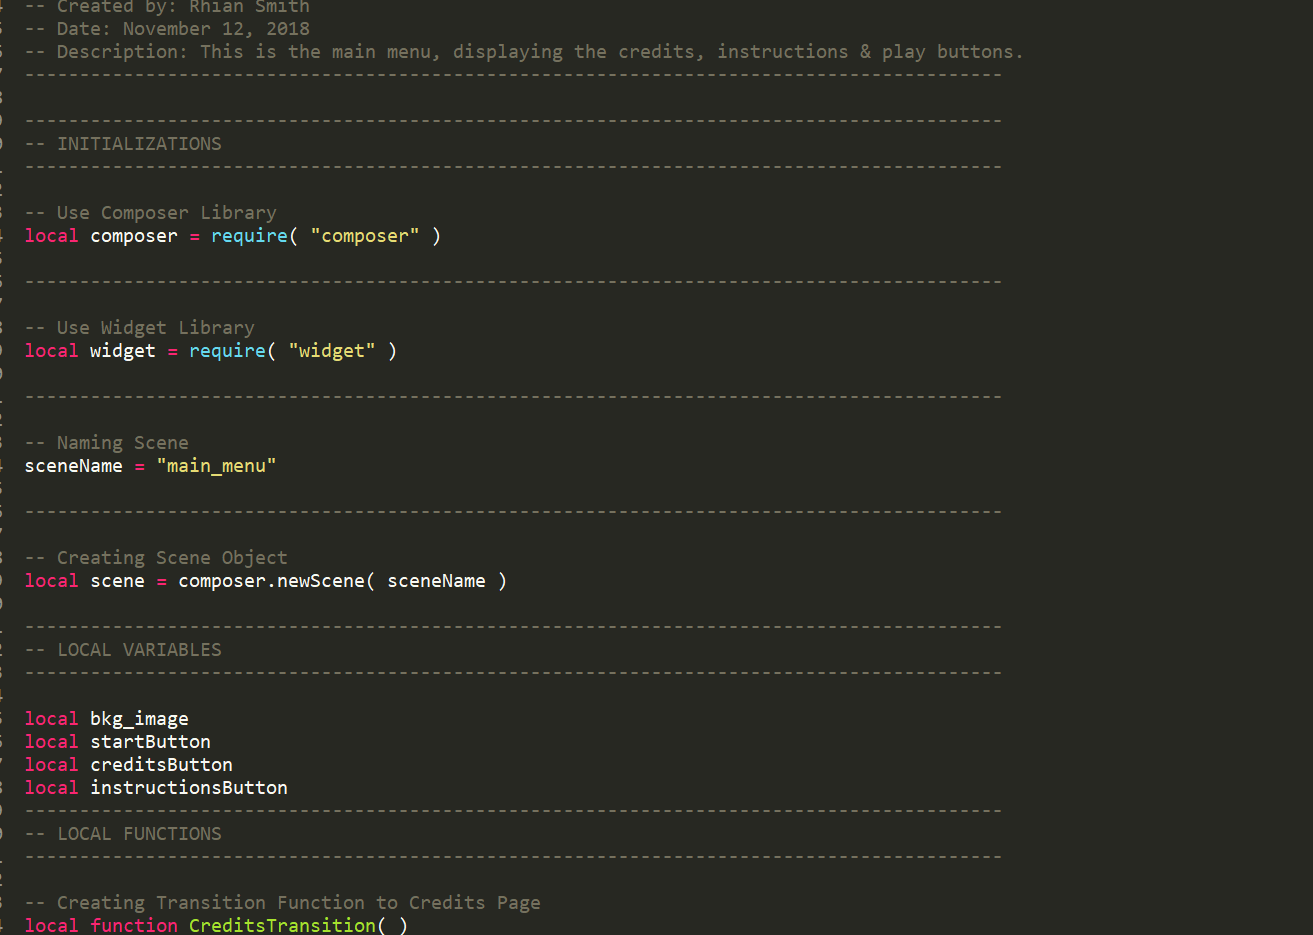 -- Created by: Rhian Smith
-- Date: November 12, 2018
-- Description: This is the main menu, displaying the credits, instructions & play buttons.
-----------------------------------------------------------------------------------------
-----------------------------------------------------------------------------------------
-- INITIALIZATIONS
-----------------------------------------------------------------------------------------
-- Use Composer Library
local composer = require( "composer" )
-----------------------------------------------------------------------------------------
-- Use Widget Library
local widget = require( "widget" )
-----------------------------------------------------------------------------------------
-- Naming Scene
sceneName = "main_menu"
-----------------------------------------------------------------------------------------
-- Creating Scene Object
local scene = composer.newScene( sceneName )
-----------------------------------------------------------------------------------------
-- LOCAL VARIABLES
-----------------------------------------------------------------------------------------
local bkg_image
local startButton
local creditsButton
local instructionsButton
-----------------------------------------------------------------------------------------
-- LOCAL FUNCTIONS
-----------------------------------------------------------------------------------------
-- Creating Transition Function to Credits Page
local function CreditsTransition( )